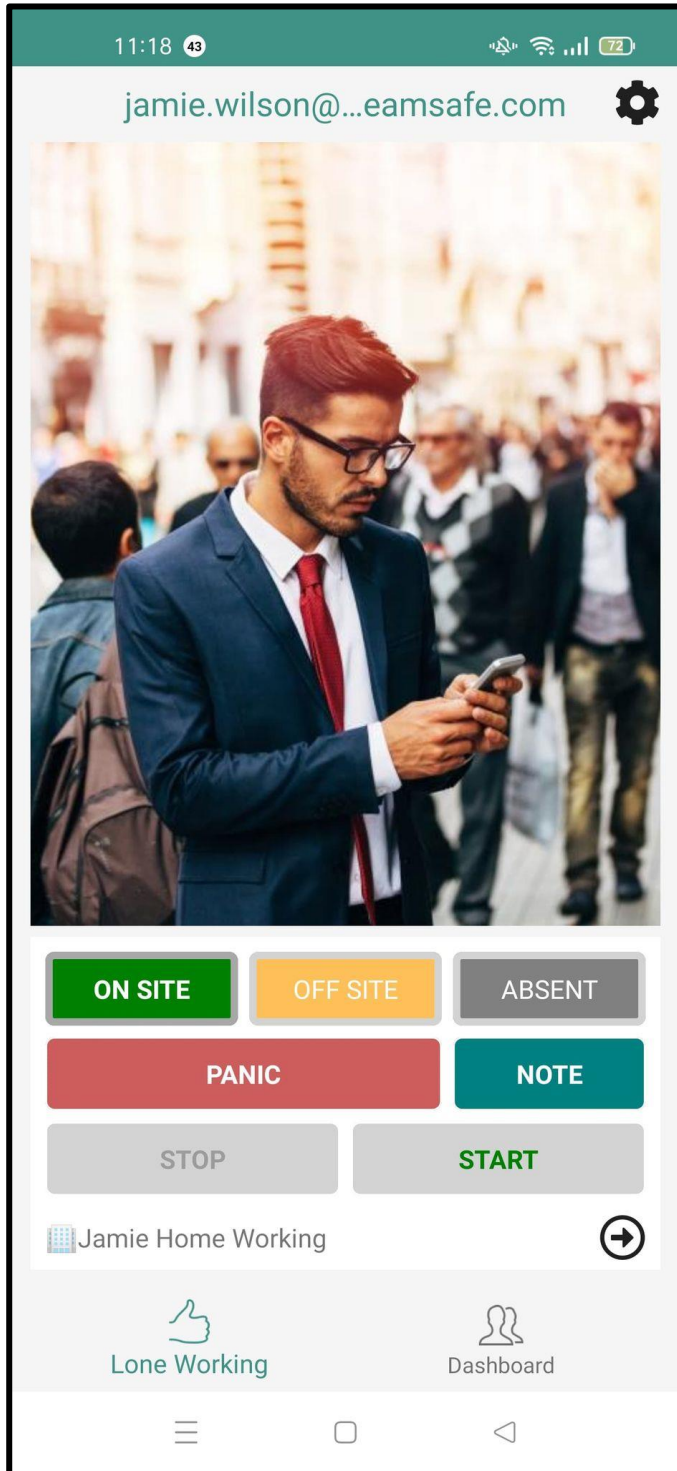 11:18 43 72
jamie.wilson@...eamsafe.com
ON SITE OFF SITE ABSENT
PANIC NOTE
STOP START
Jamie Home Working
Lone Working Dashboard